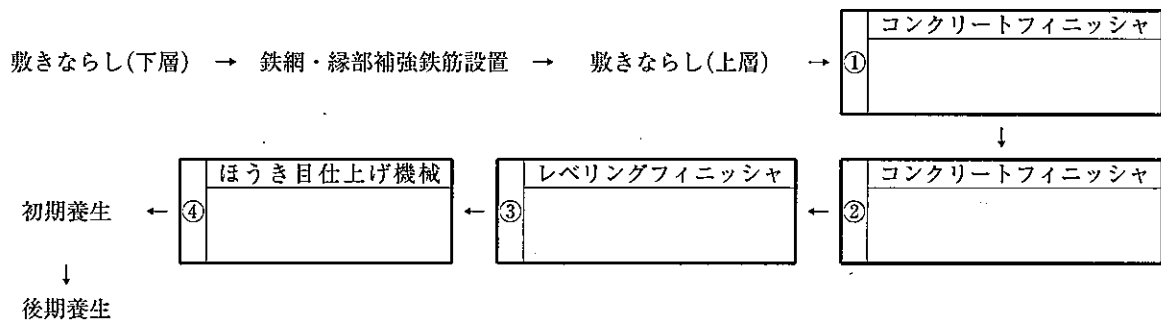 コンクリートフィニッシャ
敷きならし(下層) → 鉄網・縁部補強鉄筋設置 → 敷きならし(上層) → ①
↓
ほうき目仕上げ機械 レベリングフィニッシャ コンクリートフィニッシャ
初期養生 ← ④ ← ③ ← ②
↓
後期養生